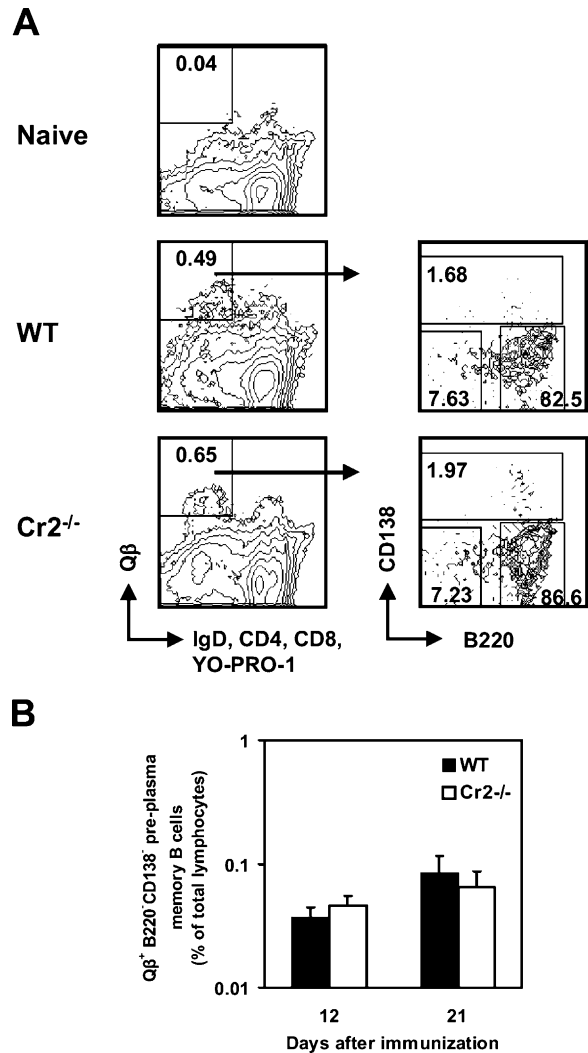 A
0.04
Naive
0.49
1.68
WT
7.63
82.5
0.65
1.97
Cr2-/-
7.23
86.6
Qβ
CD138
IgD, CD4, CD8,
YO-PRO-1
B220
B
Qβ+ B220-CD138- pre-plasma
memory B cells
(% of total lymphocytes)
1
0.1
0.01
WT
Cr2-/-
12
21
Days after immunization